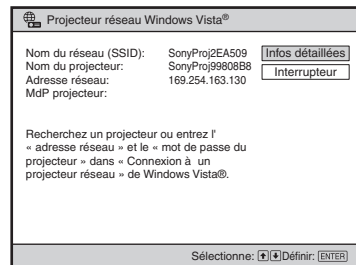 Projecteur réseau Windows Vista®
Nom du réseau (SSID): SonyProj2EA509 Infos détaillées
Nom du projecteur: SonyProj99808B8 Interrupteur
Adresse réseau: 169.254.163.130
MdP projecteur:
Recherchez un projecteur ou entrez l'
« adresse réseau » et le « mot de passe du
projecteur » dans « Connexion à un
projecteur réseau » de Windows Vista®.
Sélectionne: Définir: ENTER